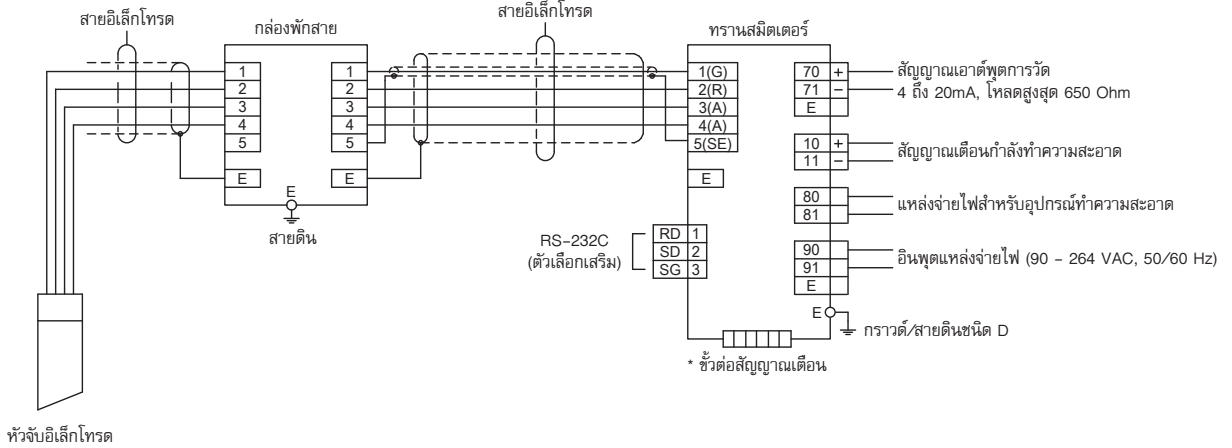 สายอิเล็กโทรด
กล่องพักสาย
สายอิเล็กโทรด
ทรานสมิตเตอร์
1
2
3
4
5
E
1
2
3
4
5
E
E
สายดิน
1(G)
2(R)
3(A)
4(A)
5(SE)
E
RS-232C
(ตัวเลือกเสริม)
RD 1
SD 2
SG 3
70 +
71 −
E
สัญญาณเอาต์พุตการวัด
4 ถึง 20mA, โหลดสูงสุด 650 Ohm
10 +
11 −
สัญญาณเตือนกำลังทำความสะอาด
80
81
แหล่งจ่ายไฟสำหรับอุปกรณ์ทำความสะอาด
90
91
E
อินพุตแหล่งจ่ายไฟ (90 - 264 VAC, 50/60 Hz)
E
กราวด์/สายดินชนิด D
* ขั้วต่อสัญญาณเตือน
หัวจับอิเล็กโทรด